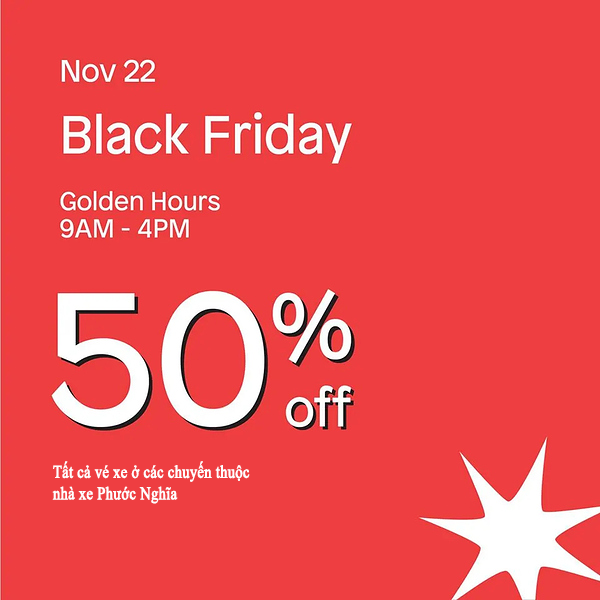 Nov 22
Black Friday
Golden Hours
9AM - 4PM
50%
off
Tất cả vé xe ở các chuyến thuộc
nhà xe Phước Nghĩa